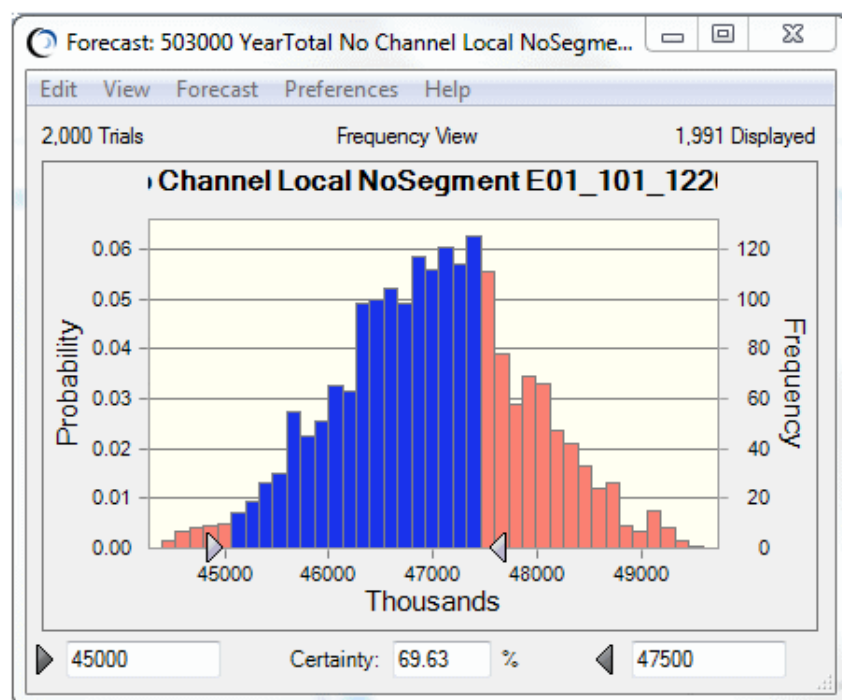 Forecast: 503000 YearTotal No Channel Local NoSegme...
Edit View Forecast Preferences Help
2,000 Trials Frequency View 1,991 Displayed
Channel Local NoSegment E01_101_122
0.06 120
0.05 100
0.04 80
0.03 60
0.02 40
0.01 20
0.00 0
Probability
Frequency
45000 46000 47000 48000 49000
Thousands
45000 Certainty: 69.63 % 47500